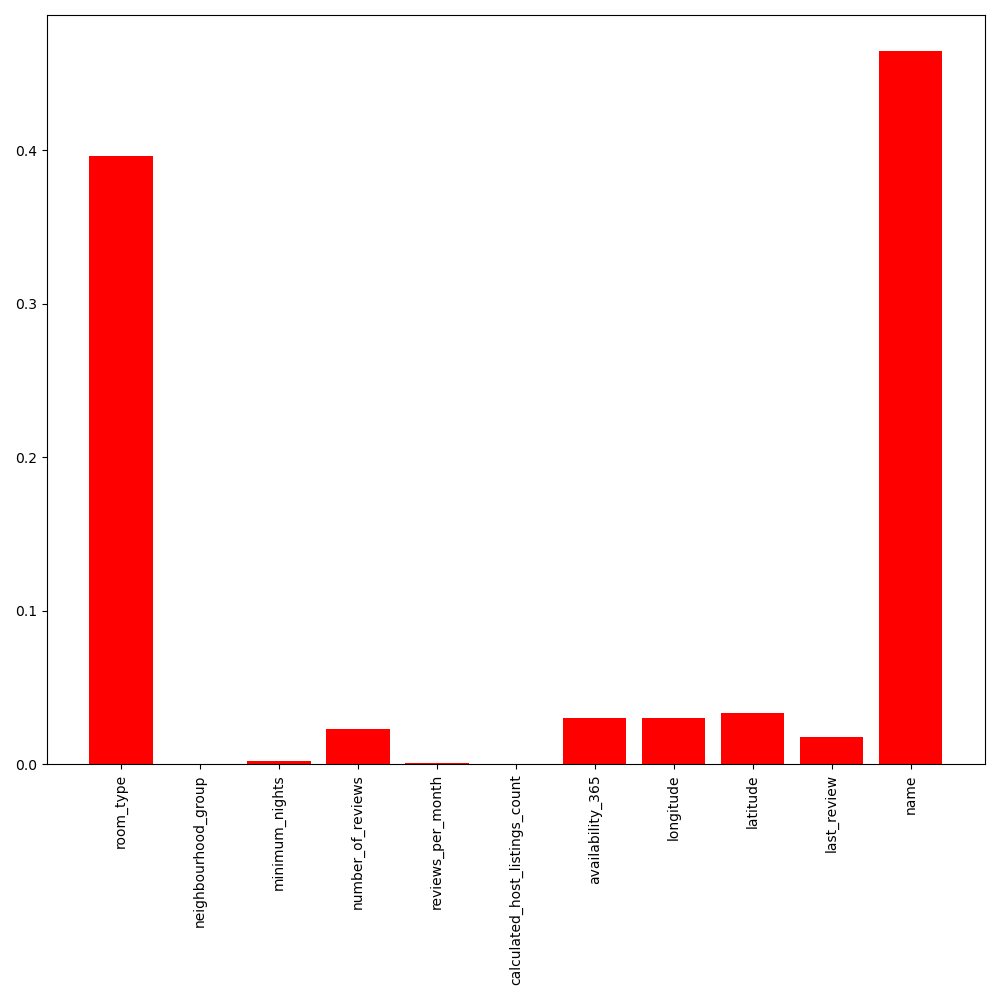 0.4
0.3
0.2
0.1
0.0
room_type
neighbourhood_group
minimum_nights
number_of_reviews
reviews_per_month
calculated_host_listings_count
availability_365
longitude
latitude
last_review
name